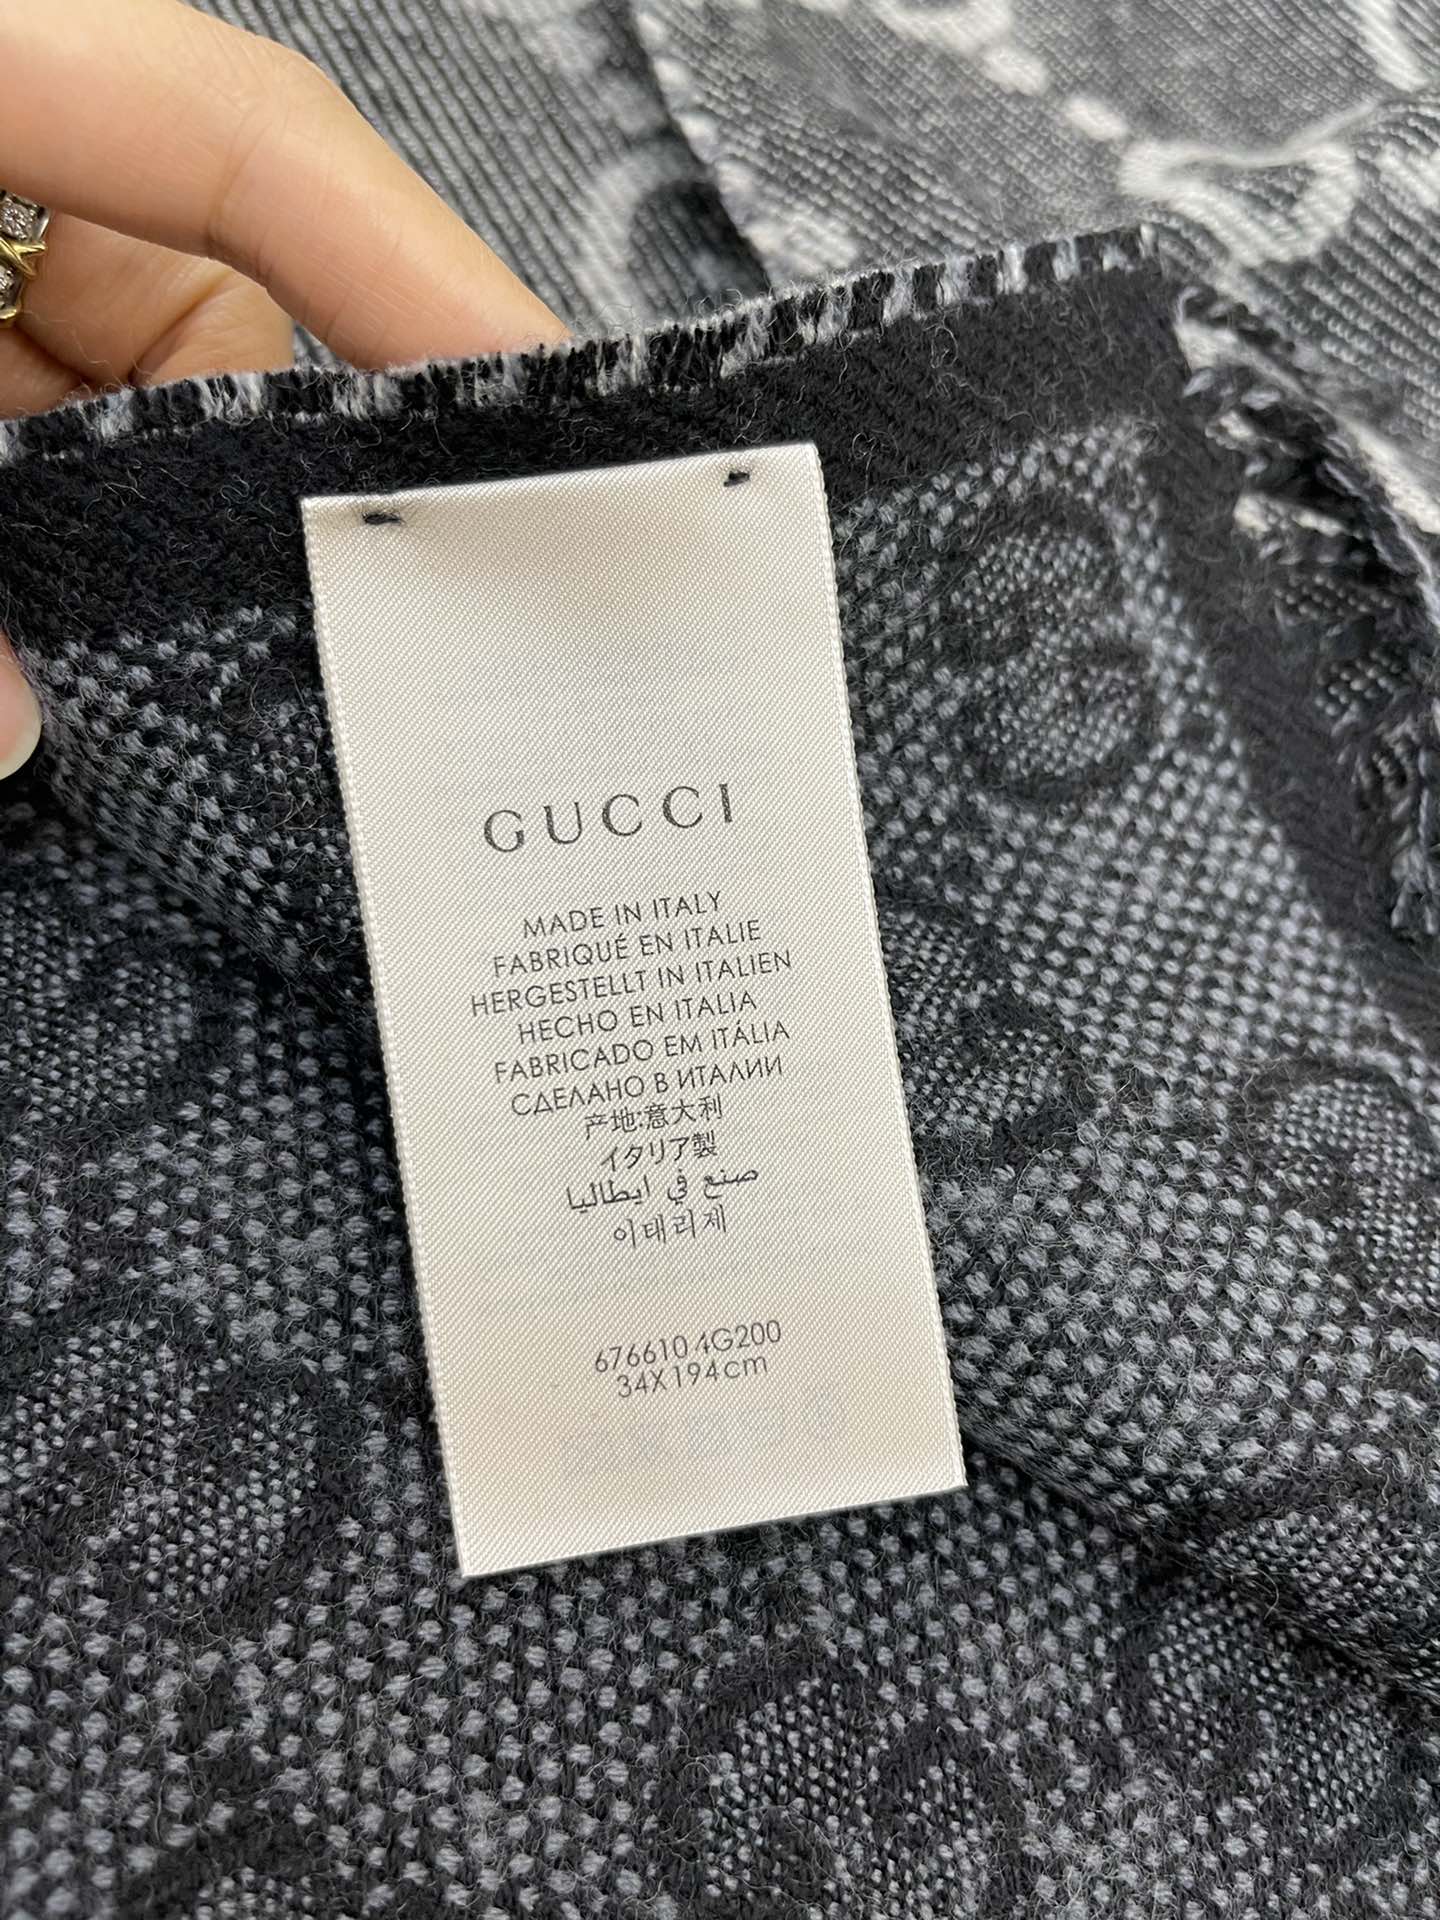 GUCCI
MADE IN ITALY
FABRIQUÉ EN ITALIE
HERGESTELLT IN ITALIEN
HECHO EN ITALIA
FABRICADO EM ITÁLIA
СДЕЛАНО В ИТАЛИИ
产地:意大利
イタリア製
صنع في ايطاليا
이태리제
676610 4G200
34X194cm